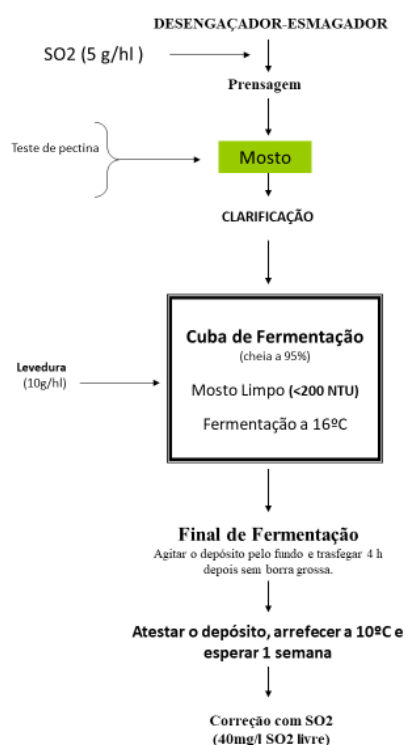 DESENGAÇADOR-ESMAGADOR
SO2 (5 g/hl )
Prensagem
Teste de pectina
Mosto
CLARIFICAÇÃO
Cuba de Fermentação
(cheia a 95%)
Levedura
(10g/hl)
Mosto Limpo (<200 NTU)
Fermentação a 16ºC
Final de Fermentação
Agitar o depósito pelo fundo e trasfegar 4 h
depois sem borra grossa.
Atestar o depósito, arrefecer a 10ºC e
esperar 1 semana
Correção com SO2
(40mg/l SO2 livre)